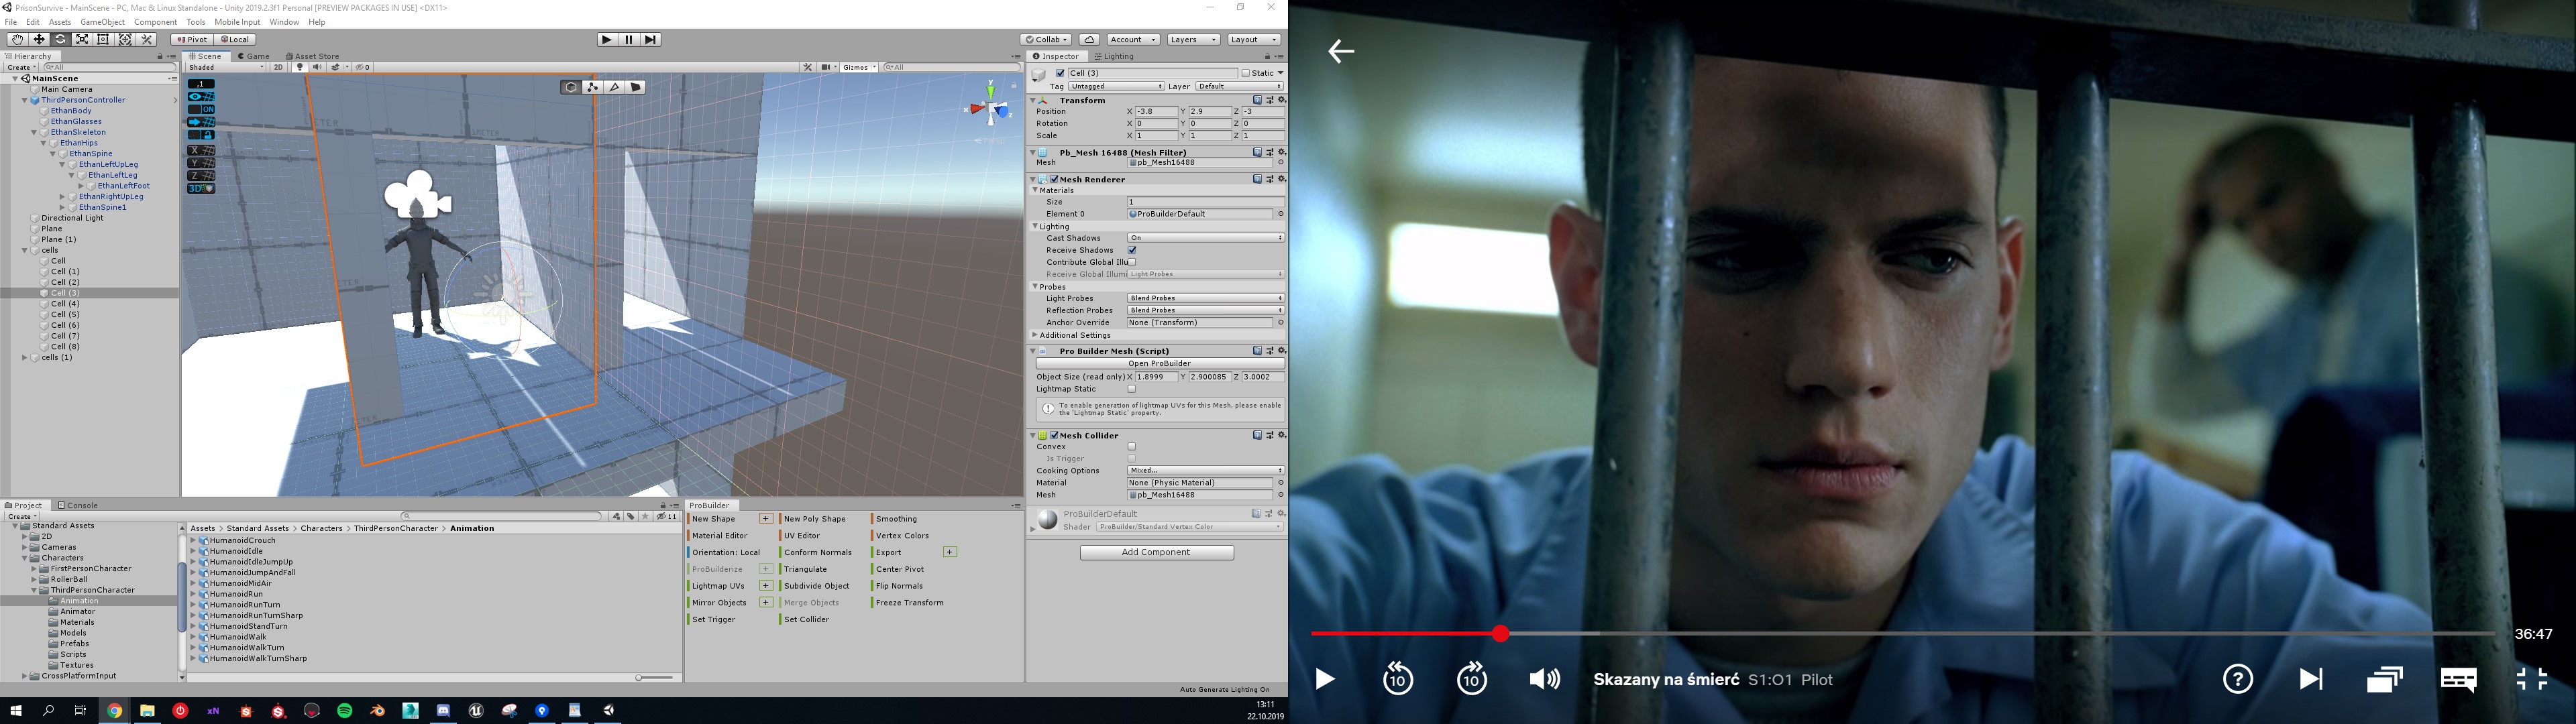 PrisonSurvive - MainScene - PC, Mac & Linux Standalone - Unity 2019.2.3f1 Personal [PREVIEW PACKAGES IN USE] <DX11>
File Edit Assets GameObject Component Tools Mobile Input Window Help
Pivot Local
Collab Account Layers Layout
Hierarchy
Create All
MainScene
Main Camera
ThirdPersonController
EthanBody
EthanGlasses
EthanSkeleton
EthanHips
EthanSpine
EthanLeftUpLeg
EthanLeftLeg
EthanLeftFoot
EthanRightUpLeg
EthanSpine1
Directional Light
Plane
Plane (1)
cells
Cell
Cell (1)
Cell (2)
Cell (3)
Cell (4)
Cell (5)
Cell (6)
Cell (7)
Cell (8)
cells (1)
Scene Game Asset Store
Shaded 2D 0 Gizmos All
.1
ON
X
Y
Z
3D
y
x
z
Inspector Lighting
Cell (3) Static
Tag Untagged Layer Default
Transform
Position X -3.8 Y 2.9 Z -3
Rotation X 0 Y 0 Z 0
Scale X 1 Y 1 Z 1
Pb_Mesh 16488 (Mesh Filter)
Mesh pb_Mesh16488
Mesh Renderer
Materials
Size 1
Element 0 ProBuilderDefault
Lighting
Cast Shadows On
Receive Shadows
Contribute Global Illu
Receive Global Illumi Light Probes
Probes
Light Probes Blend Probes
Reflection Probes Blend Probes
Anchor Override None (Transform)
Additional Settings
Pro Builder Mesh (Script)
Open ProBuilder
Object Size (read only) X 1.8999 Y 2.900085 Z 3.0002
Lightmap Static
To enable generation of lightmap UVs for this Mesh, please enable
the 'Lightmap Static' property.
Mesh Collider
Convex
Is Trigger
Cooking Options Mixed...
Material None (Physic Material)
Mesh pb_Mesh16488
ProBuilderDefault
Shader ProBuilder/Standard Vertex Color
Add Component
Project Console
Create 11
Standard Assets
2D
Cameras
Characters
FirstPersonCharacter
RollerBall
ThirdPersonCharacter
Animation
Animator
Materials
Models
Prefabs
Scripts
Textures
CrossPlatformInput
Assets > Standard Assets > Characters > ThirdPersonCharacter > Animation
HumanoidCrouch
HumanoidIdle
HumanoidIdleJumpUp
HumanoidJumpAndFall
HumanoidMidAir
HumanoidRun
HumanoidRunTurn
HumanoidRunTurnSharp
HumanoidStandTurn
HumanoidWalk
HumanoidWalkTurn
HumanoidWalkTurnSharp
ProBuilder
New Shape + New Poly Shape Smoothing
Material Editor UV Editor Vertex Colors
Orientation: Local Conform Normals Export +
ProBuilderize + Triangulate Center Pivot
Lightmap UVs + Subdivide Object Flip Normals
Mirror Objects + Merge Objects Freeze Transform
Set Trigger Set Collider
Auto Generate Lighting On
13:11
22.10.2019
36:47
10 10 Skazany na śmierć S1:O1 Pilot ?